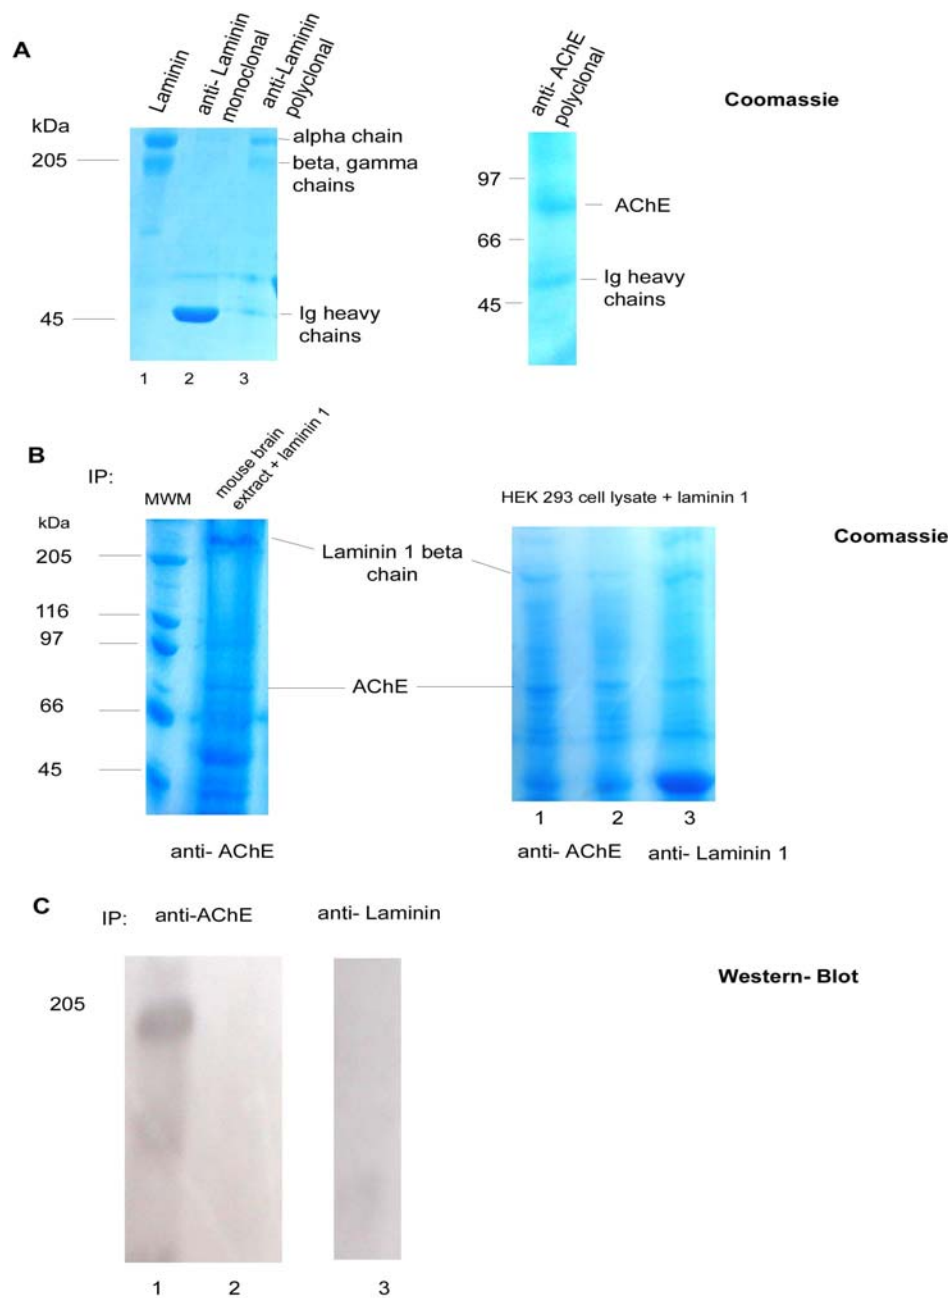 A
Laminin
anti- Laminin
monoclonal
anti-Laminin
polyclonal
anti- AChE
polyclonal
Coomassie
kDa
205
45
alpha chain
beta, gamma
chains
Ig heavy
chains
1 2 3
97
66
45
AChE
Ig heavy
chains
B
IP:
mouse brain
extract + laminin 1
MWM
HEK 293 cell lysate + laminin 1
Coomassie
kDa
205
116
97
66
45
Laminin 1 beta
chain
AChE
1 2 3
anti- AChE
anti- AChE anti- Laminin 1
C
IP: anti-AChE anti- Laminin
Western- Blot
205
1 2 3